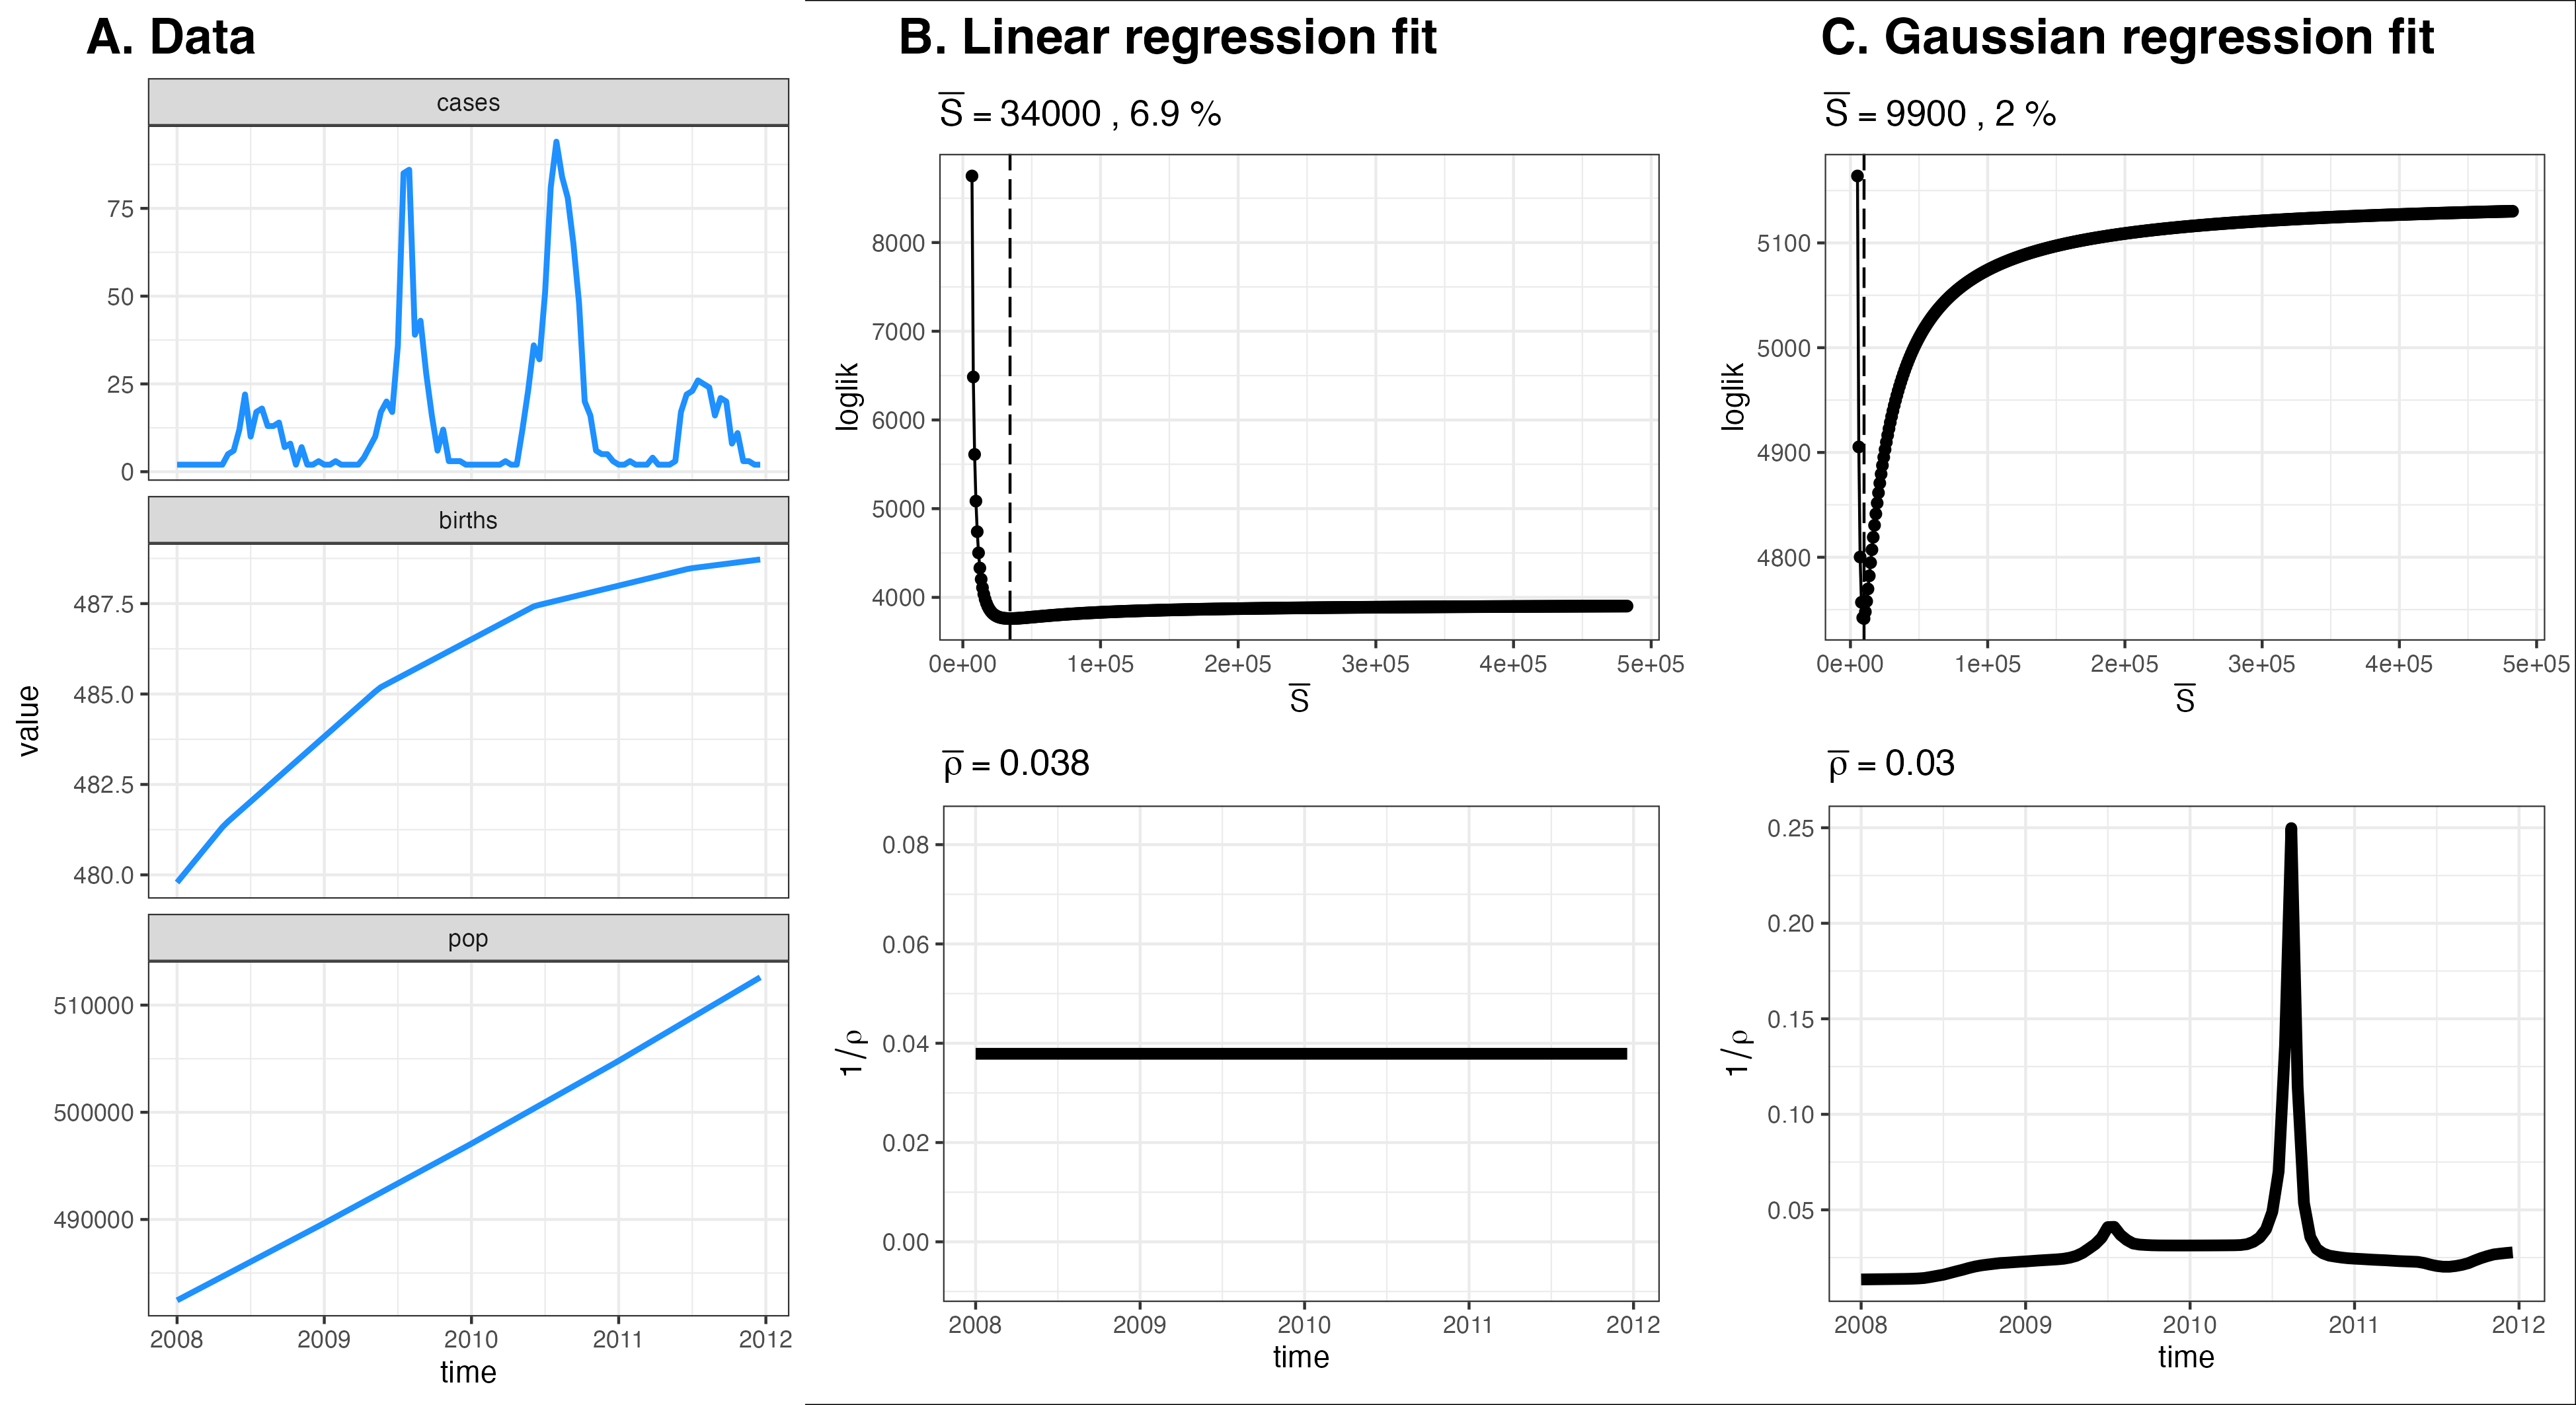 A. Data
cases
75
50
25
0
births
487.5
485.0
482.5
480.0
pop
510000
500000
490000
value
2008 2009 2010 2011 2012
time
B. Linear regression fit
S̅ = 34000 , 6.9 %
8000
7000
6000
5000
4000
loglik
0e+00 1e+05 2e+05 3e+05 4e+05 5e+05
S̅
ρ̅ = 0.038
0.08
0.06
0.04
0.02
0.00
1/ρ
2008 2009 2010 2011 2012
time
C. Gaussian regression fit
S̅ = 9900 , 2 %
5100
5000
4900
4800
loglik
0e+00 1e+05 2e+05 3e+05 4e+05 5e+05
S̅
ρ̅ = 0.03
0.25
0.20
0.15
0.10
0.05
1/ρ
2008 2009 2010 2011 2012
time